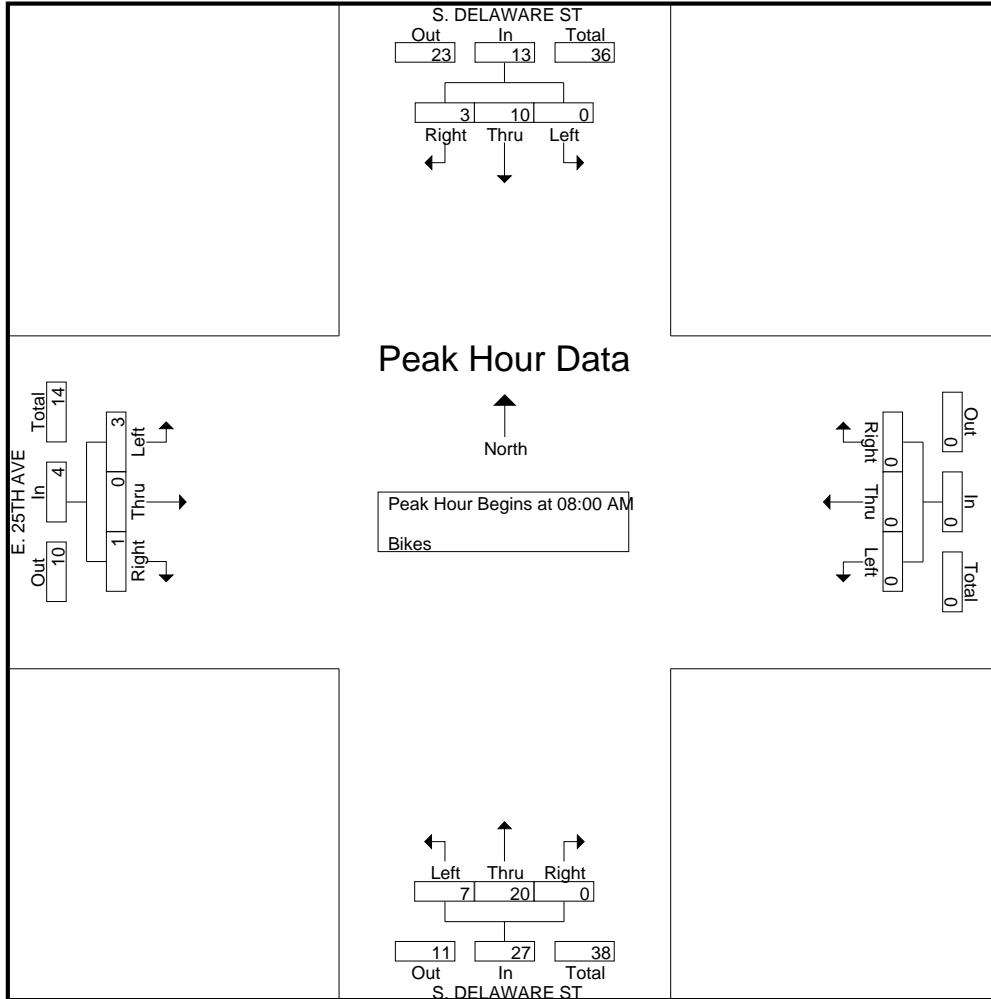 S. DELAWARE ST
Out In Total
23 13 36
3 10 0
Right Thru Left
Peak Hour Data
North
Peak Hour Begins at 08:00 AM
Bikes
E. 25TH AVE
Out In Total
10 4 14
1 0 3
Right Thru Left
Out In Total
0 0 0
Right Thru Left
0 0 0
Left Thru Right
7 20 0
11 27 38
Out In Total
S. DELAWARE ST